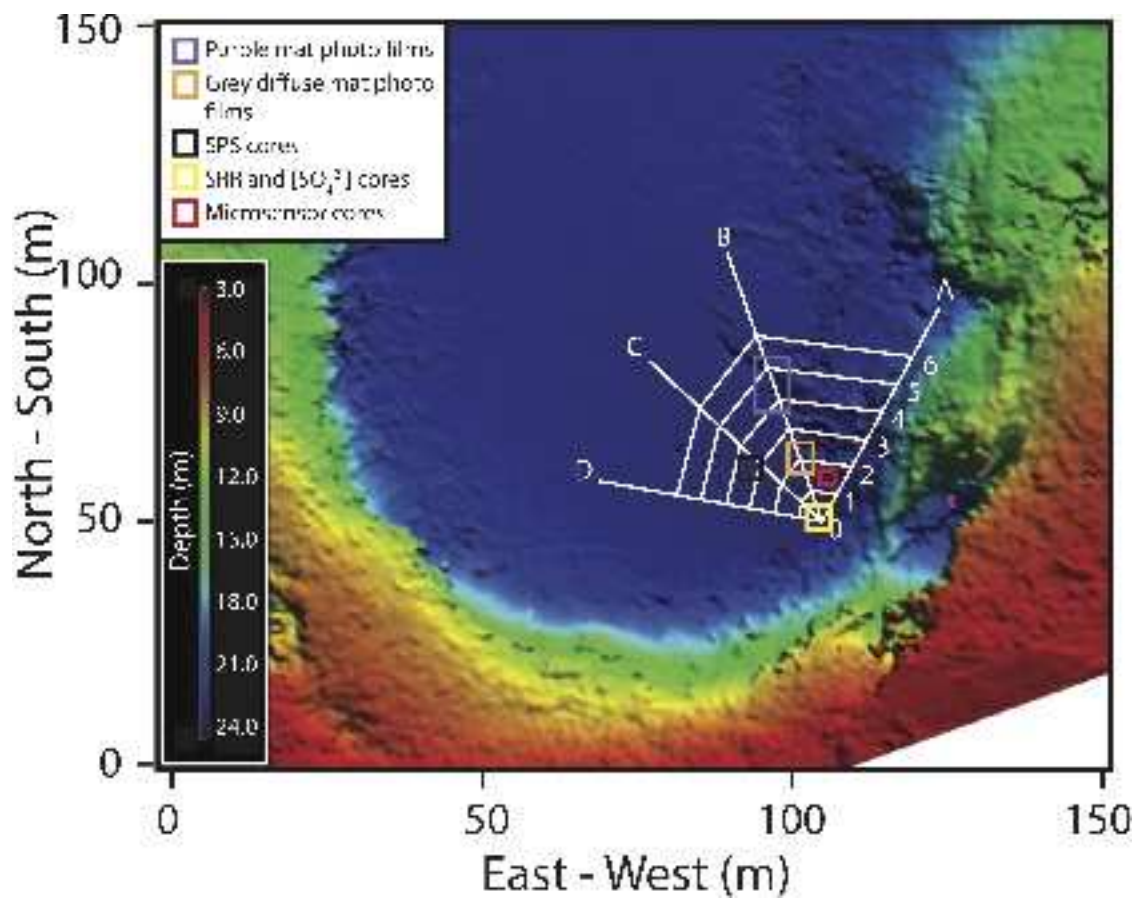 150
Purple mat photo films
Grey diffuse mat photo
films
SPS cores
SRR and [SO₄²⁻] cores
Microsensor cores
North - South (m)
100
50
0
Depth (m)
3.0
6.0
9.0
12.0
15.0
18.0
21.0
24.0
B
A
C
D
6
5
4
3
2
1
0
0
50
100
150
East - West (m)